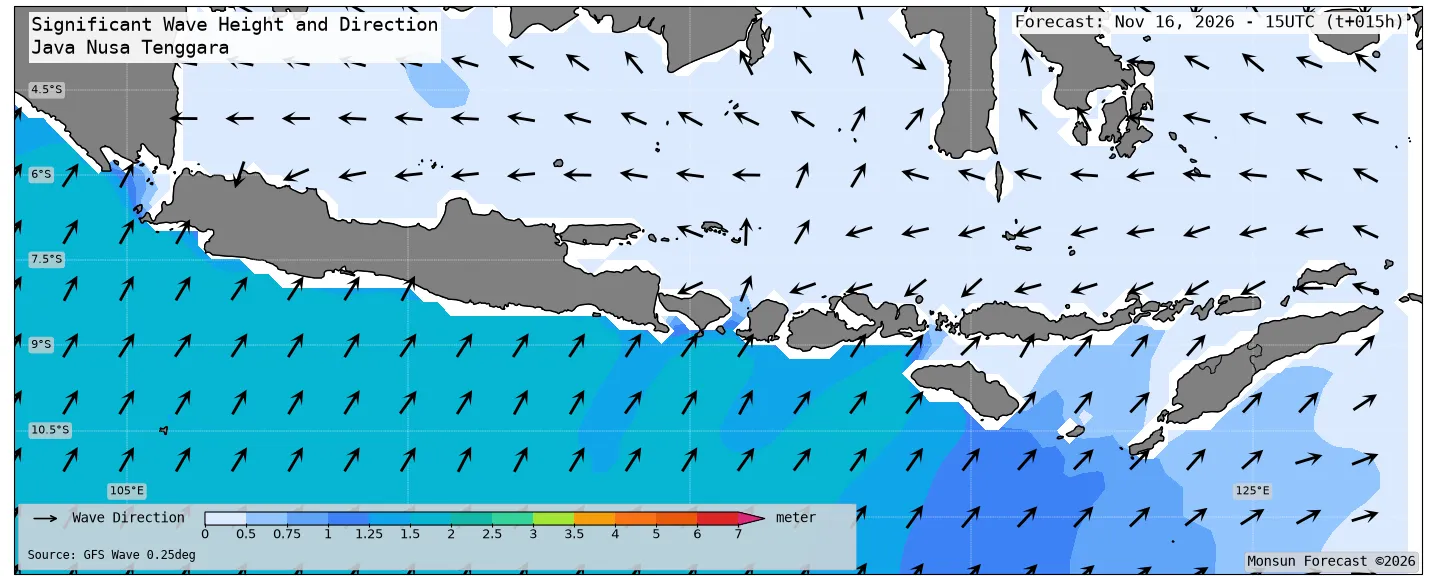 Significant Wave Height and Direction
Java Nusa Tenggara
Forecast: Nov 16, 2026 - 15UTC (t+015h)
4.5°S
6°S
7.5°S
9°S
10.5°S
105°E
125°E
Wave Direction
0 0.5 0.75 1 1.25 1.5 2 2.5 3 3.5 4 5 6 7
meter
Source: GFS Wave 0.25deg
Monsun Forecast ©2026